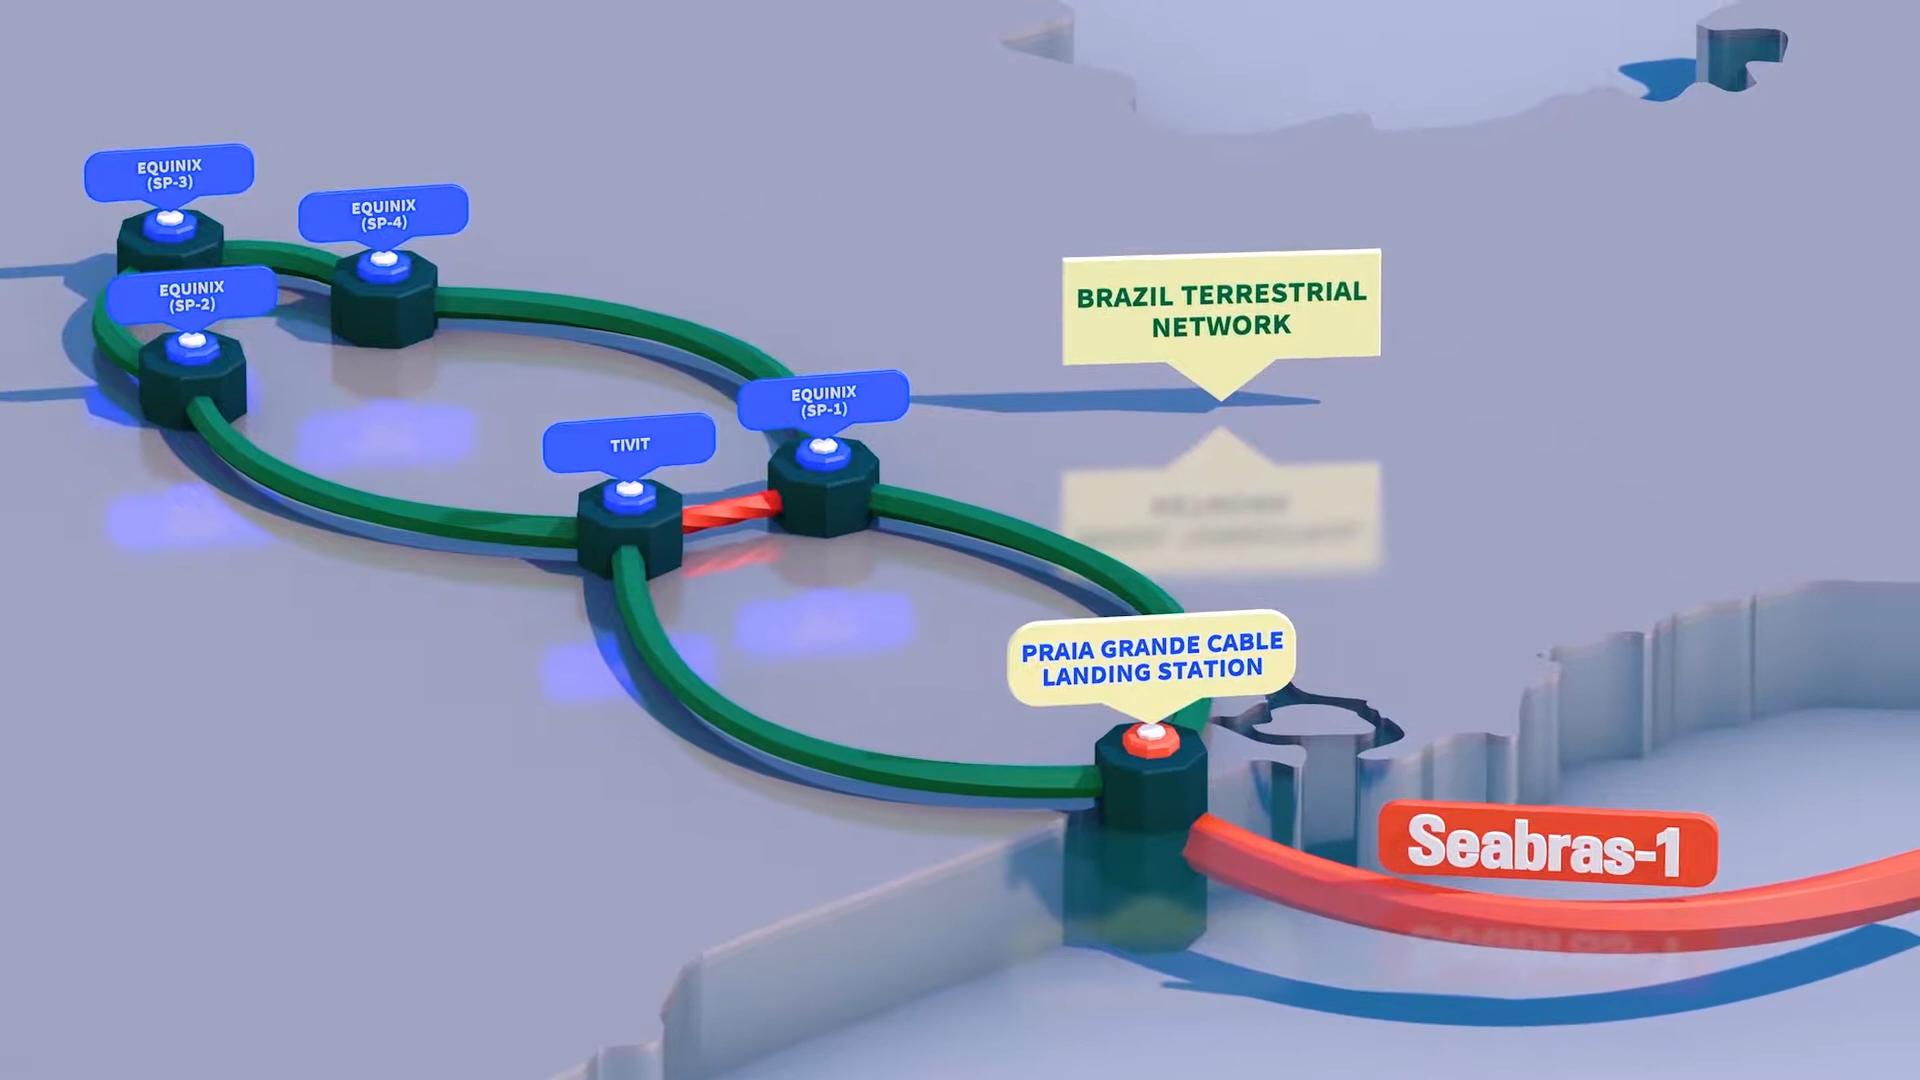 EQUINIX
(SP-3)
EQUINIX
(SP-4)
EQUINIX
(SP-2)
BRAZIL TERRESTRIAL
NETWORK
EQUINIX
(SP-1)
TIVIT
PRAIA GRANDE CABLE
LANDING STATION
Seabras-1